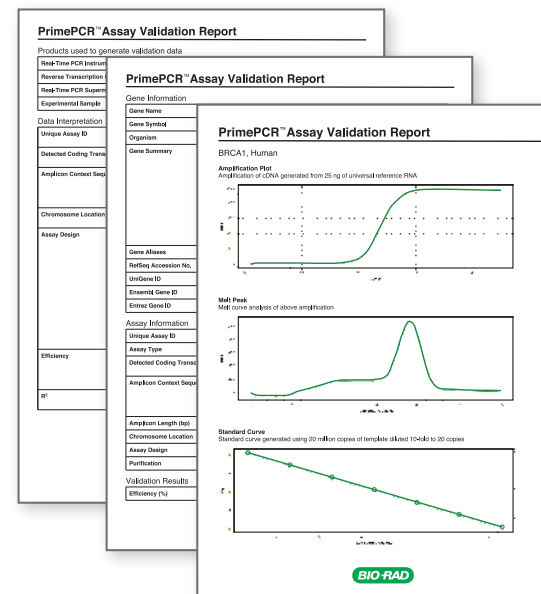 PrimePCR™ Assay Validation Report
Products used to generate validation data
Real-Time PCR
Reverse Transcription
Real-Time PCR
Experimental Sample
Data Interpretation
Unique Assay ID
Detected Coding
Amplicon Context
Chromosome Location
Assay Design
Efficiency
R²
PrimePCR™ Assay Validation Report
Gene Information
Gene Name
Gene Symbol
Organism
Gene Summary
Gene Aliases
RefSeq Accession No.
UniGene ID
Ensembl Gene ID
Entrez Gene ID
Assay Information
Unique Assay ID
Assay Type
Detected Coding
Amplicon Context
Amplicon Length (bp)
Chromosome Location
Assay Design
Purification
Validation Results
Efficiency (%)
PrimePCR™ Assay Validation Report
BRCA1, Human
Amplification Plot
Amplification of cDNA generated from 25 ng of universal reference RNA
Melt Peak
Melt curve analysis of above amplification
Standard Curve
Standard curve generated using 20 million copies of template diluted 10-fold to 20 copies
BIO-RAD